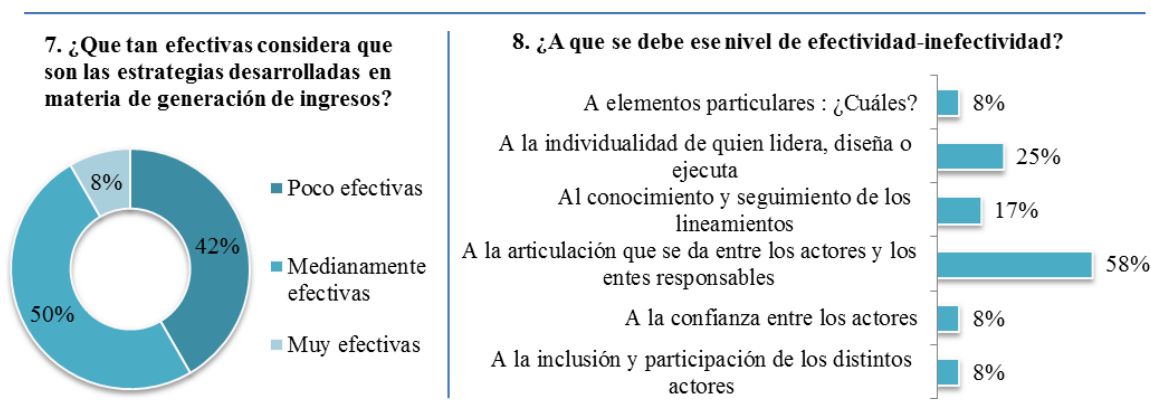 7. ¿Que tan efectivas considera que
son las estrategias desarrolladas en
materia de generación de ingresos?
8%
42%
50%
Poco efectivas
Medianamente
efectivas
Muy efectivas
8. ¿A que se debe ese nivel de efectividad-inefectividad?
A elementos particulares : ¿Cuáles?
8%
A la individualidad de quien lidera, diseña o
ejecuta
25%
Al conocimiento y seguimiento de los
lineamientos
17%
A la articulación que se da entre los actores y los
entes responsables
58%
A la confianza entre los actores
8%
A la inclusión y participación de los distintos
actores
8%